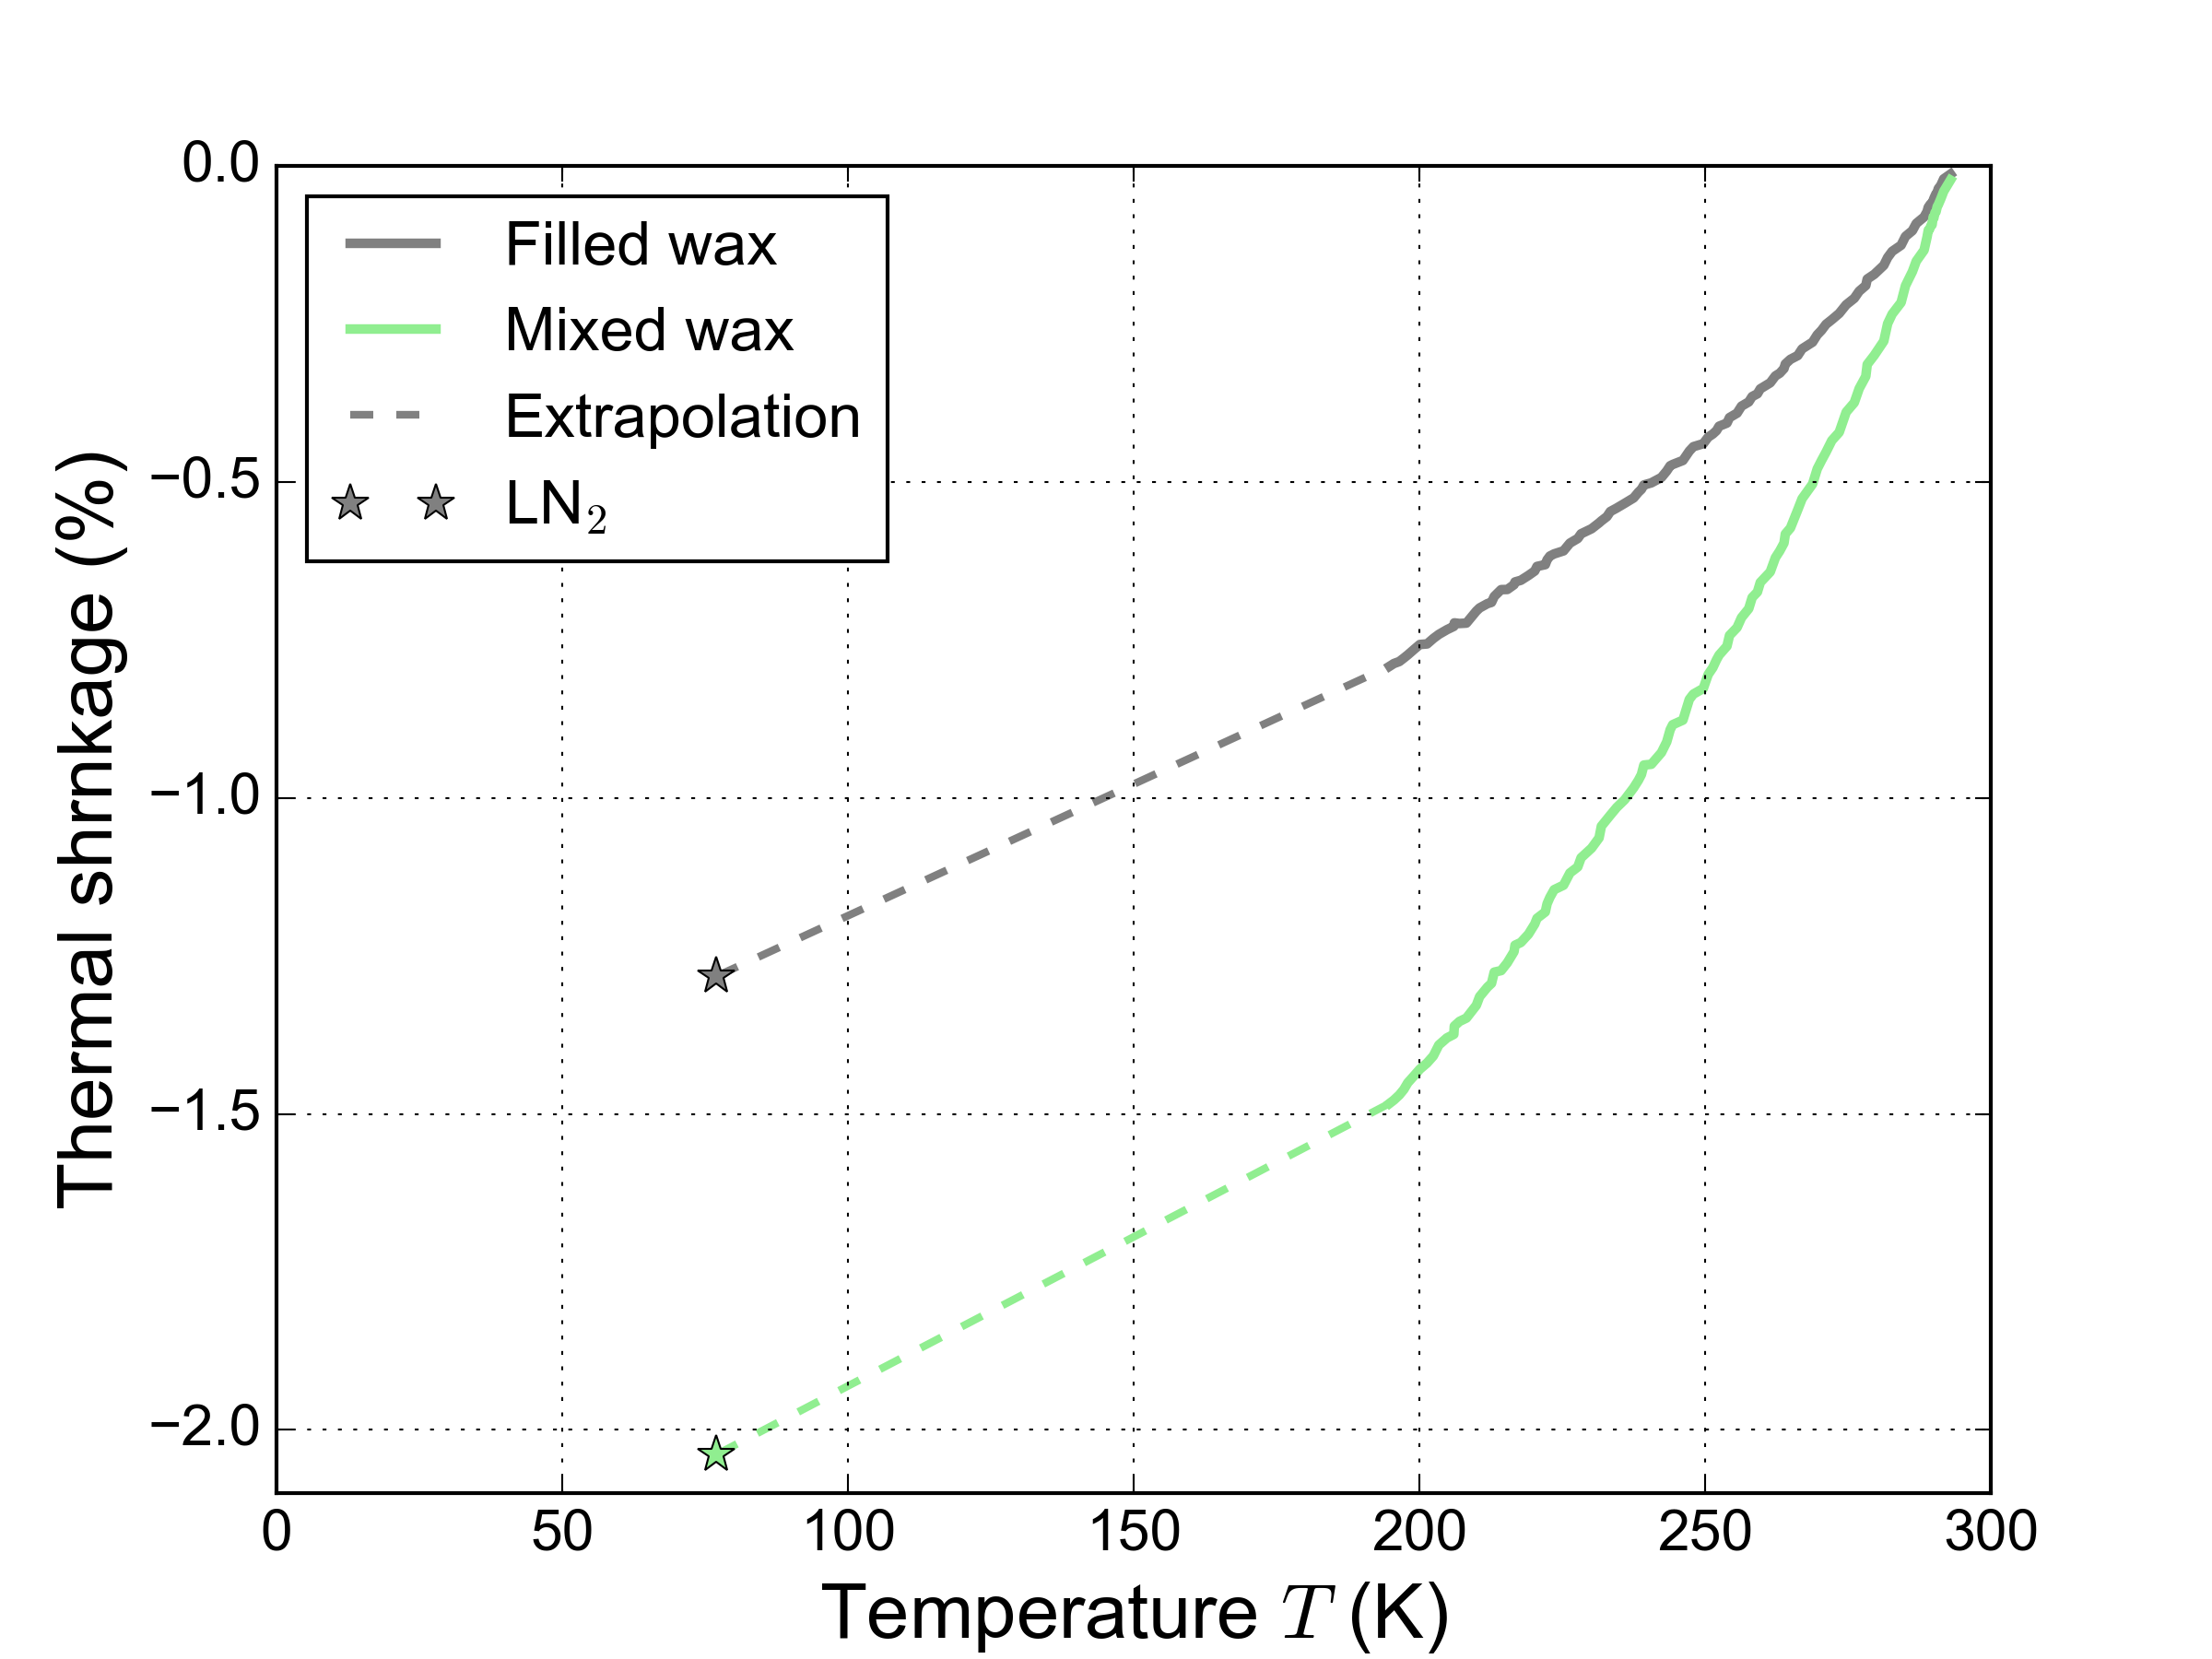 0.0
−0.5
−1.0
−1.5
−2.0
Thermal shrnkage (%)
Filled wax
Mixed wax
Extrapolation
LN₂
0 50 100 150 200 250 300
Temperature T (K)